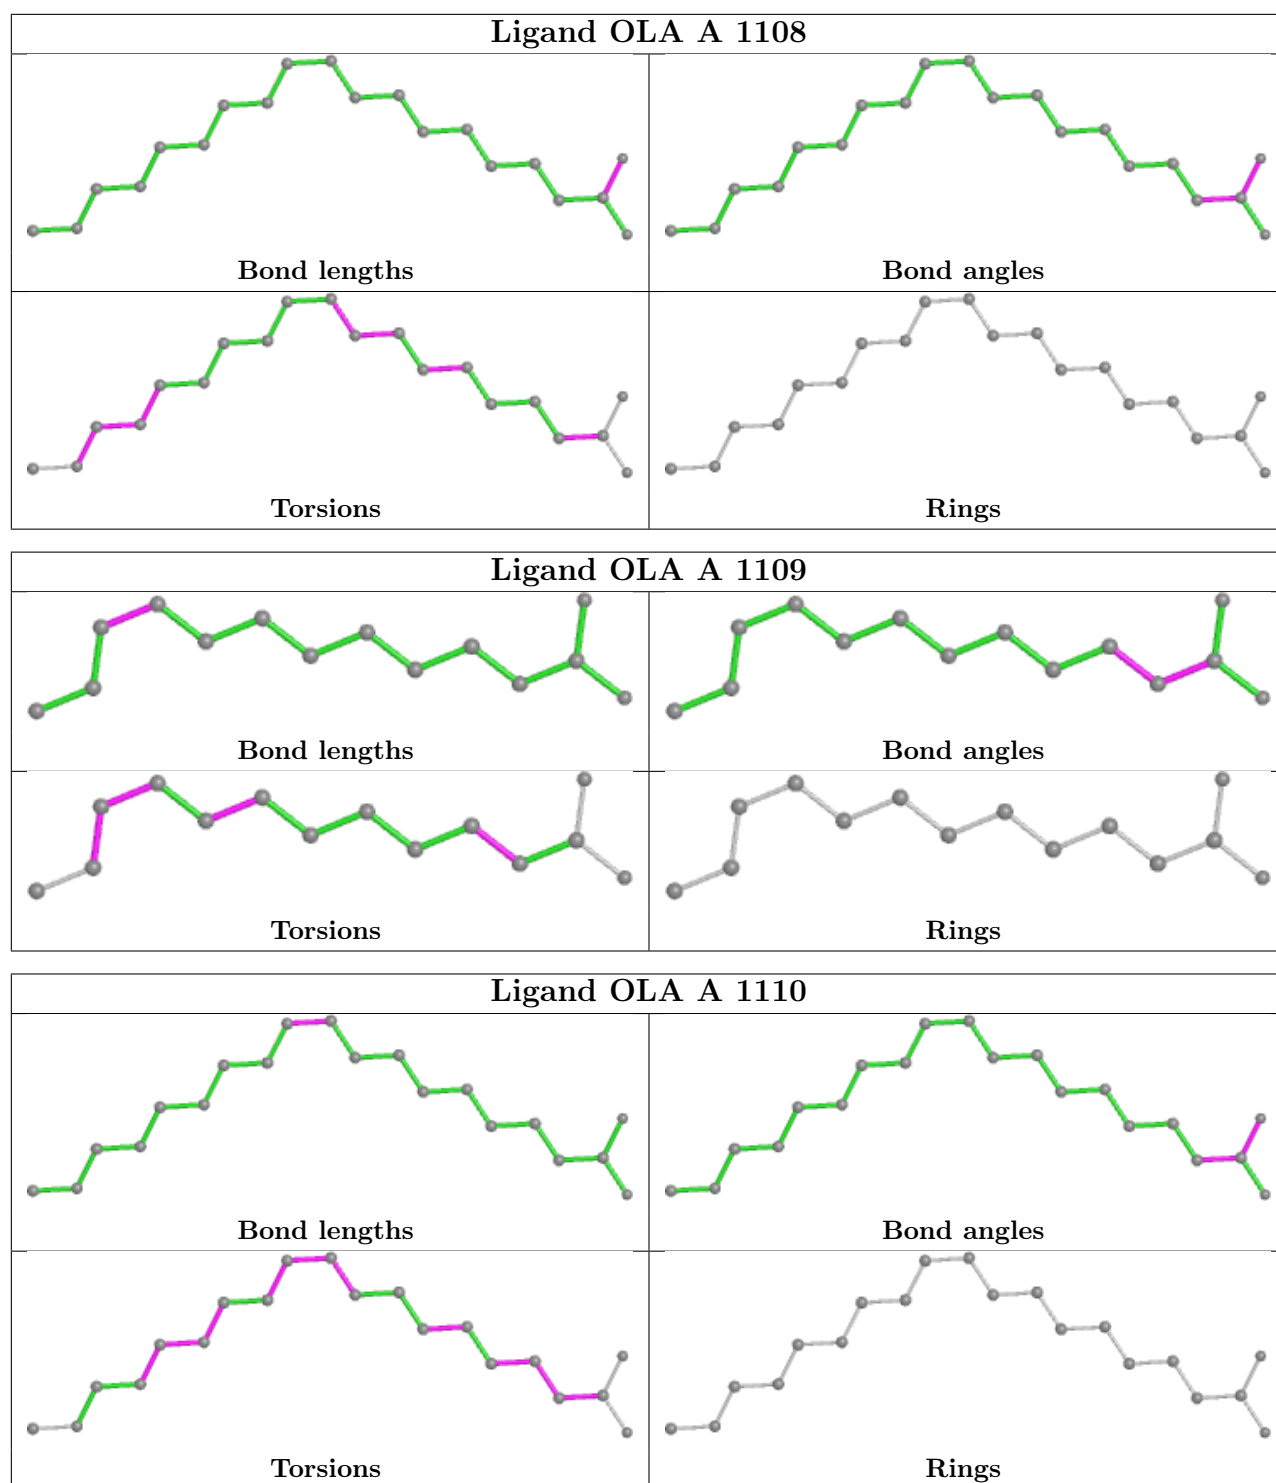 Ligand OLA A 1108
Bond lengths
Bond angles
Torsions
Rings
Ligand OLA A 1109
Bond lengths
Bond angles
Torsions
Rings
Ligand OLA A 1110
Bond lengths
Bond angles
Torsions
Rings